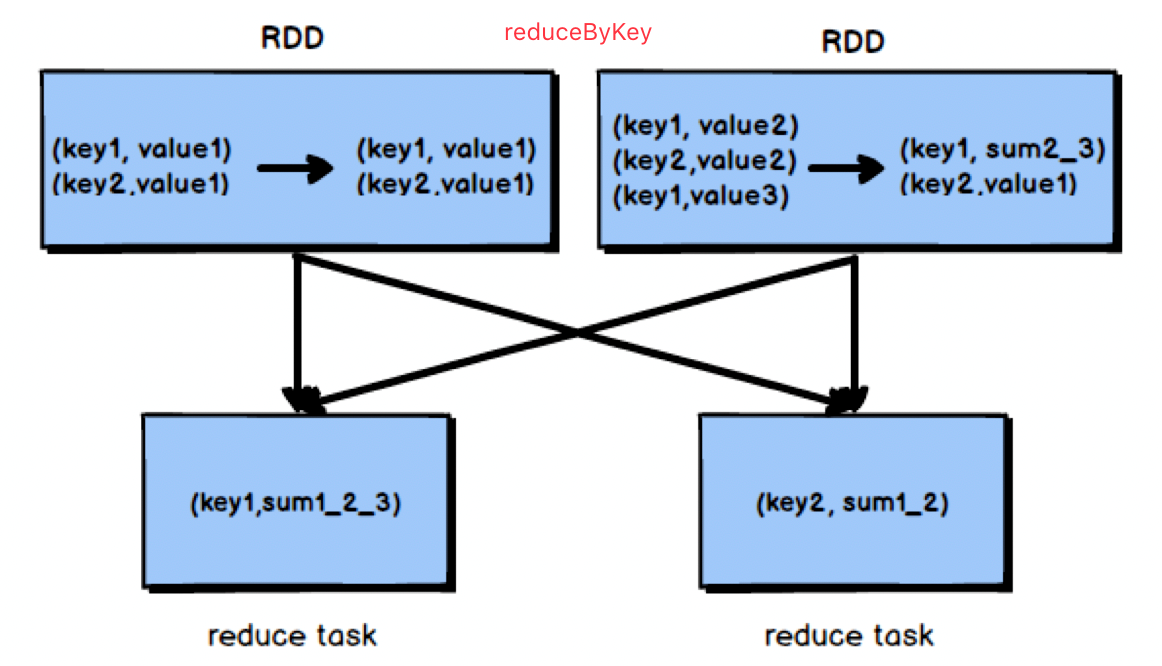 RDD
reduceByKey
RDD
(key1, value1)
(key2.value1)
(key1, value1)
(key2.value1)
(key1, value2)
(key2,value2)
(key1,value3)
(key1, sum2_3)
(key2.value1)
(key1,sum1_2_3)
(key2, sum1_2)
reduce task
reduce task